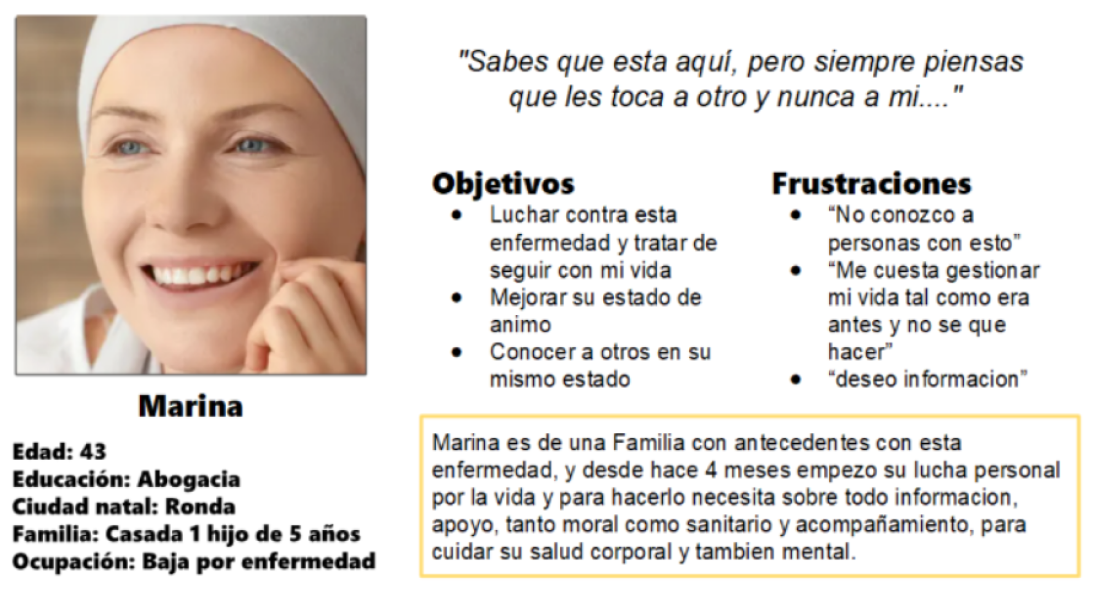 "Sabes que esta aquí, pero siempre piensas
que les toca a otro y nunca a mi...."
Objetivos
• Luchar contra esta
enfermedad y tratar de
seguir con mi vida
• Mejorar su estado de
animo
• Conocer a otros en su
mismo estado
Frustraciones
• “No conozco a
personas con esto”
• “Me cuesta gestionar
mi vida tal como era
antes y no se que
hacer”
• “deseo informacion”
Marina
Edad: 43
Educación: Abogacia
Ciudad natal: Ronda
Familia: Casada 1 hijo de 5 años
Ocupación: Baja por enfermedad
Marina es de una Familia con antecedentes con esta
enfermedad, y desde hace 4 meses empezo su lucha personal
por la vida y para hacerlo necesita sobre todo informacion,
apoyo, tanto moral como sanitario y acompañamiento, para
cuidar su salud corporal y tambien mental.